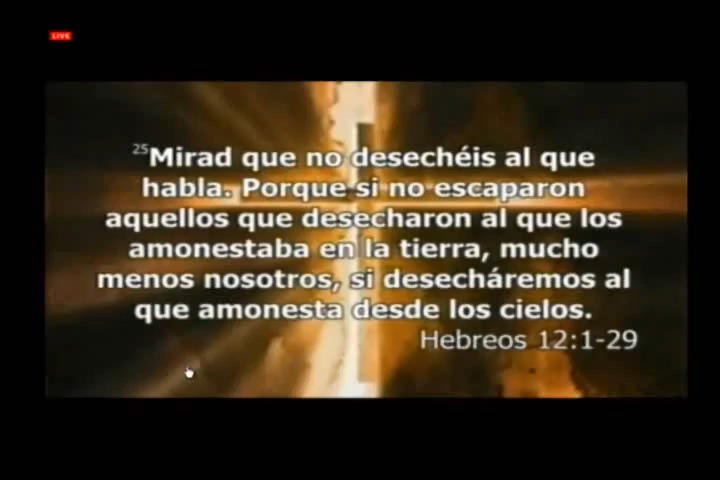 LIVE
25Mirad que no desechéis al que
habla. Porque si no escaparon
aquellos que desecharon al que los
amonestaba en la tierra, mucho
menos nosotros, si desecháremos al
que amonesta desde los cielos.
Hebreos 12:1-29